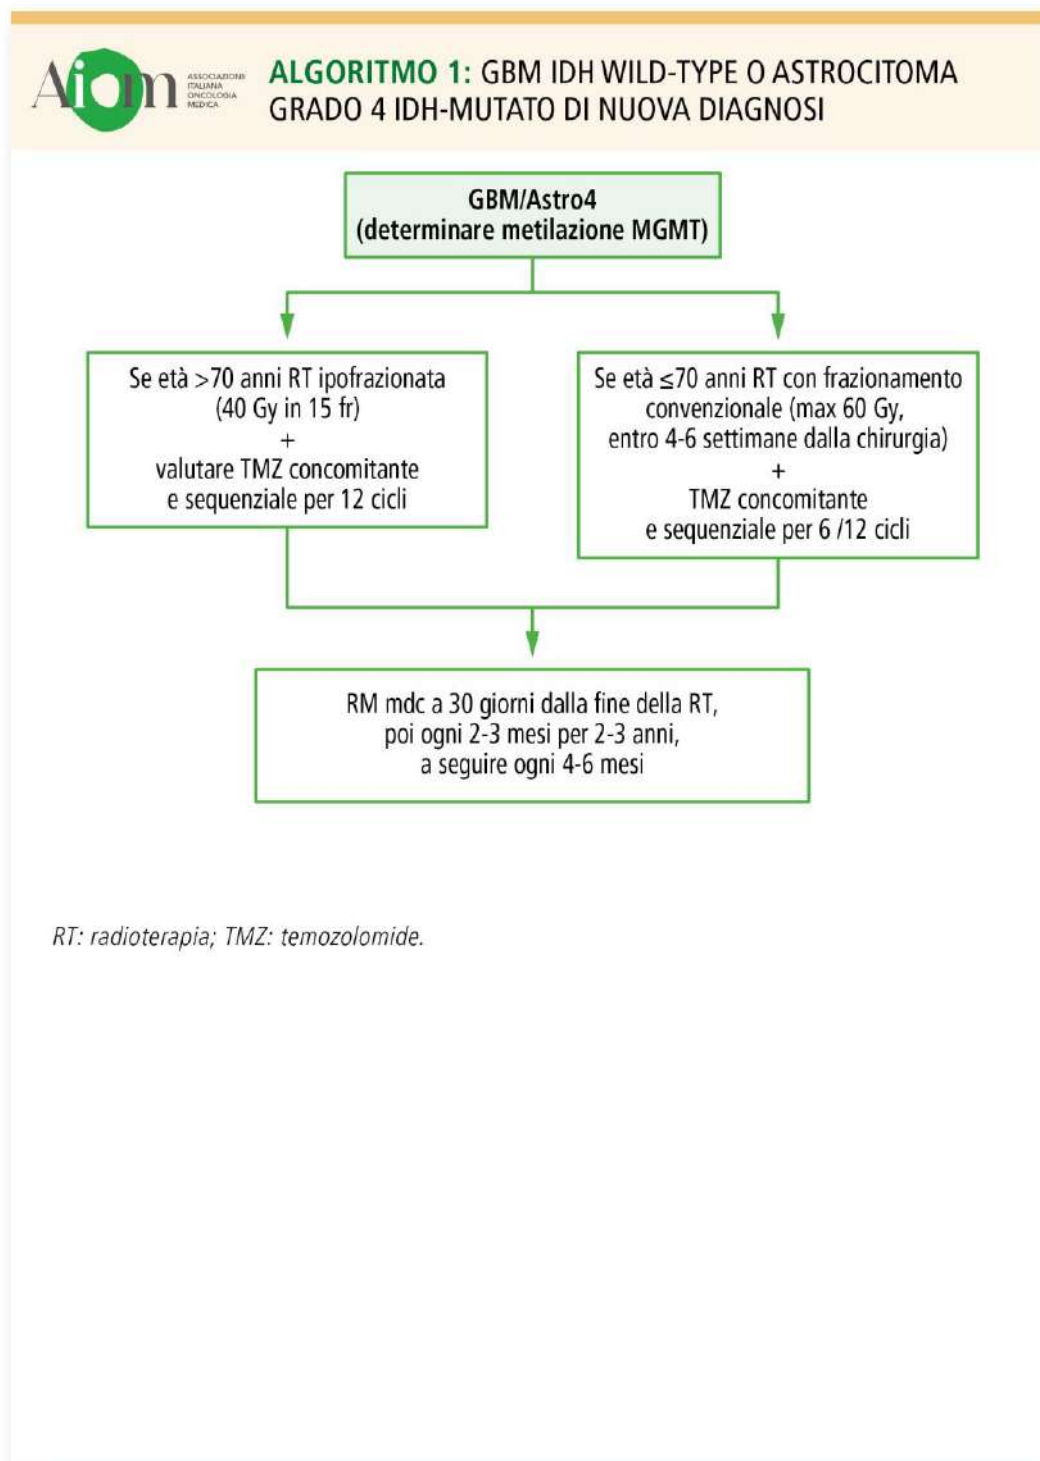 Aiom
ASSOCIAZIONE
ITALIANA
ONCOLOGIA
MEDICA
ALGORITMO 1: GBM IDH WILD-TYPE O ASTROCITOMA
GRADO 4 IDH-MUTATO DI NUOVA DIAGNOSI
GBM/Astro4
(determinare metilazione MGMT)
Se età >70 anni RT ipofrazionata
(40 Gy in 15 fr)
+
valutare TMZ concomitante
e sequenziale per 12 cicli
Se età ≤70 anni RT con frazionamento
convenzionale (max 60 Gy,
entro 4-6 settimane dalla chirurgia)
+
TMZ concomitante
e sequenziale per 6 /12 cicli
RM mdc a 30 giorni dalla fine della RT,
poi ogni 2-3 mesi per 2-3 anni,
a seguire ogni 4-6 mesi
RT: radioterapia; TMZ: temozolomide.